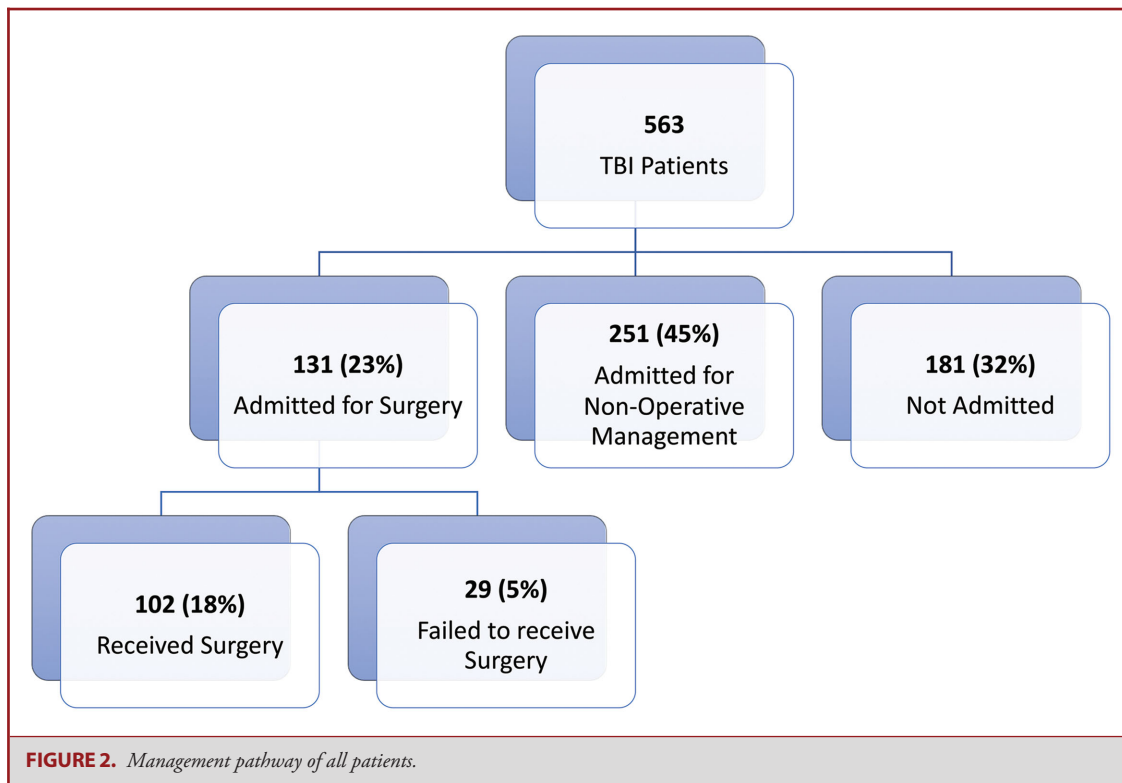 563
TBI Patients
131 (23%)
Admitted for Surgery
251 (45%)
Admitted for
Non-Operative
Management
181 (32%)
Not Admitted
102 (18%)
Received Surgery
29 (5%)
Failed to receive
Surgery
FIGURE 2. Management pathway of all patients.